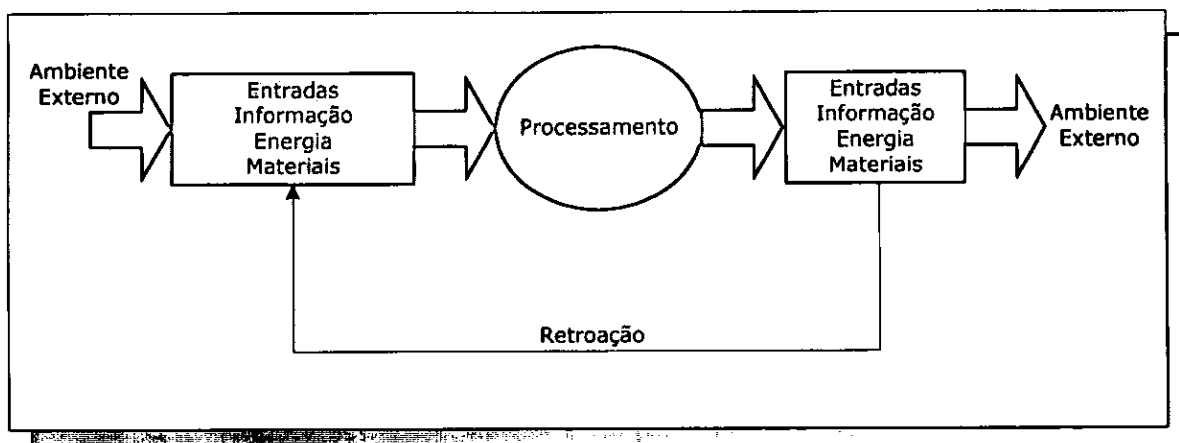 Ambiente
Externo
Entradas
Informação
Energia
Materiais
Processamento
Entradas
Informação
Energia
Materiais
Ambiente
Externo
Retroação